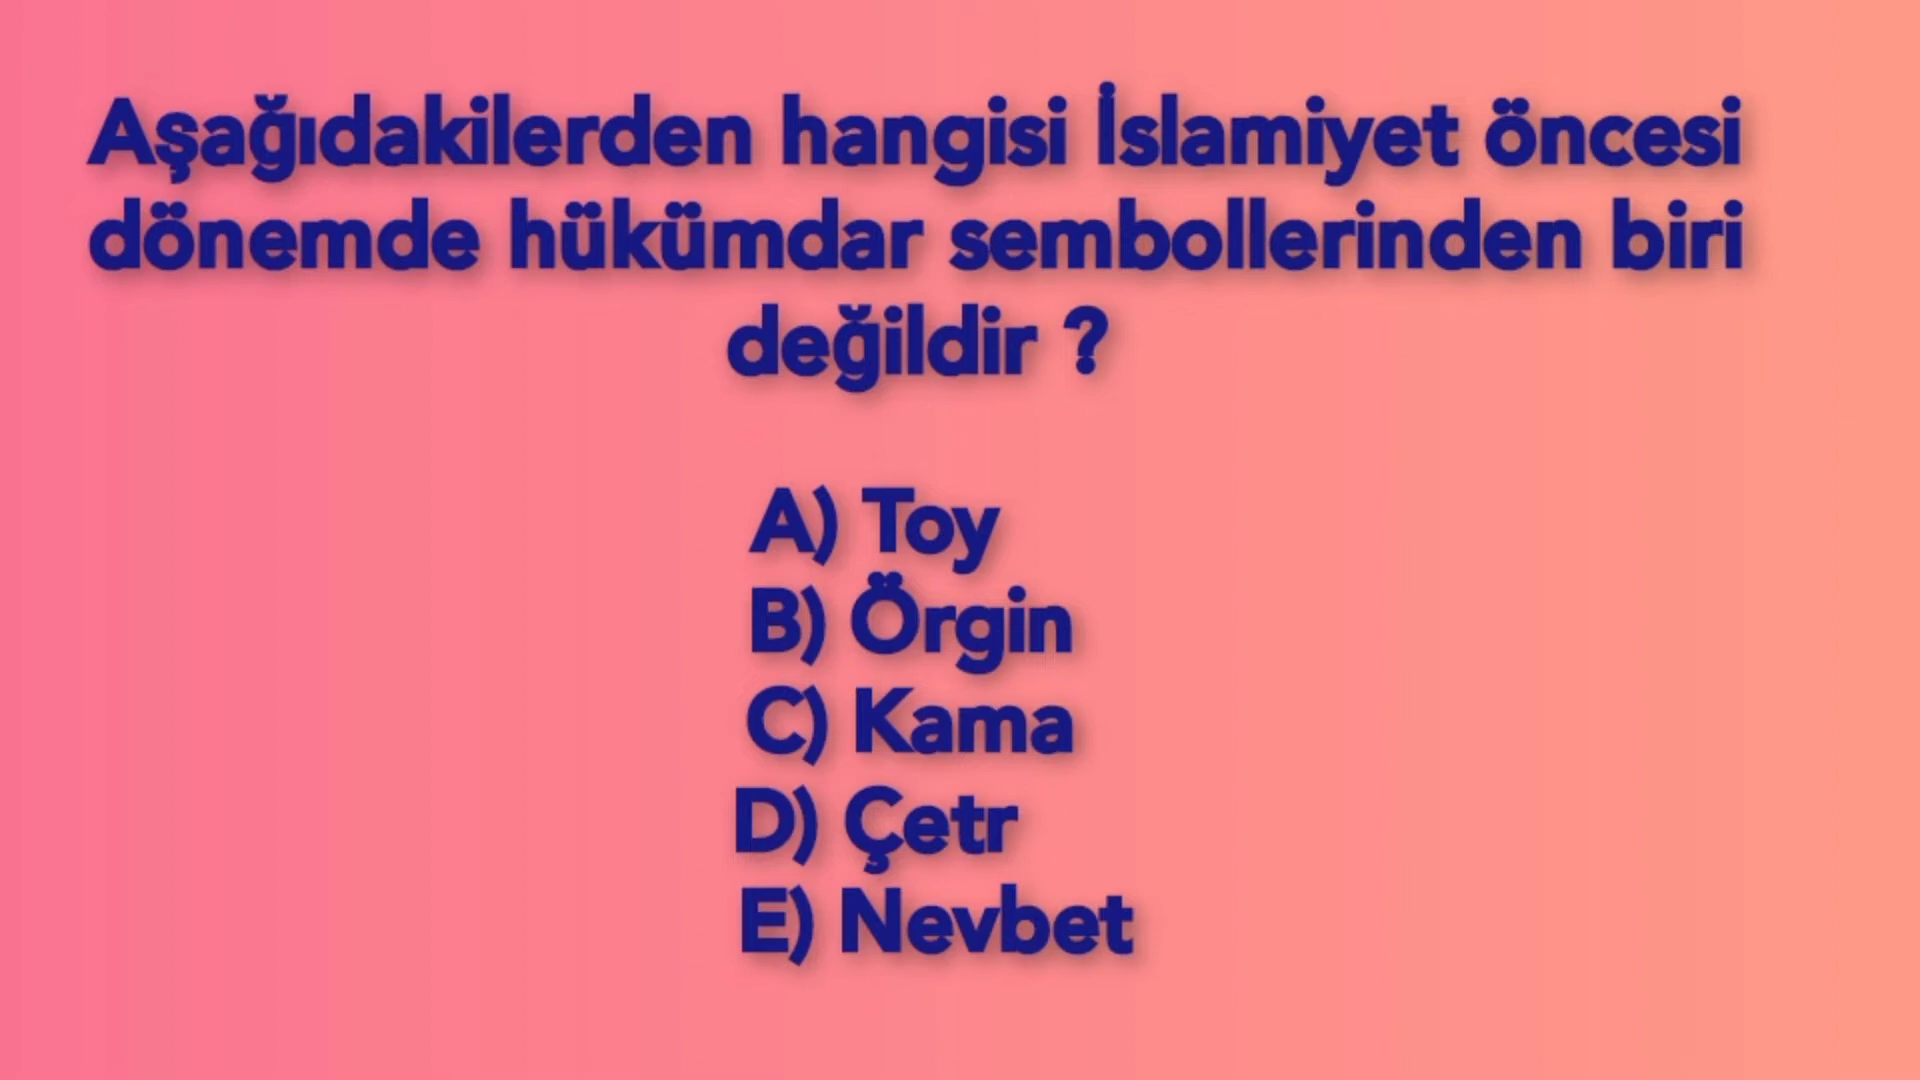 Aşağıdakilerden hangisi İslamiyet öncesi
dönemde hükümdar sembollerinden biri
değildir ?
A) Toy
B) Örgin
C) Kama
D) Çetr
E) Nevbet